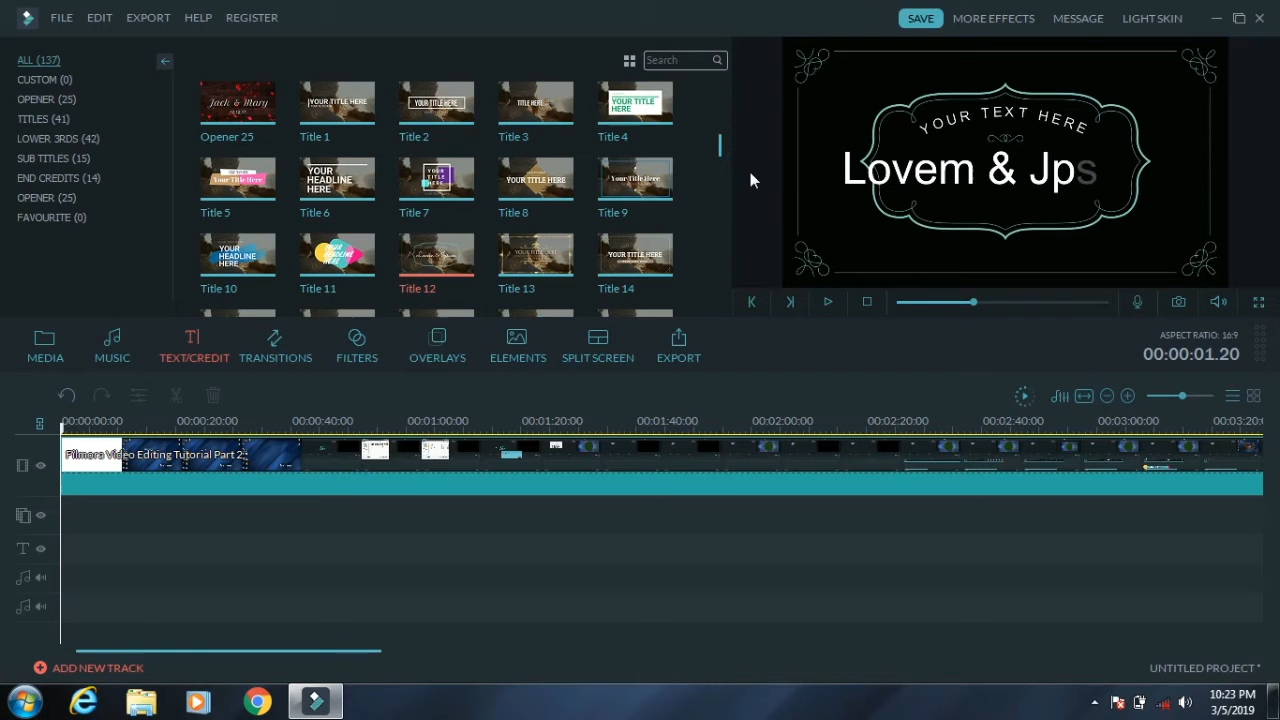 FILE EDIT EXPORT HELP REGISTER SAVE MORE EFFECTS MESSAGE LIGHT SKIN
ALL (137)
CUSTOM (0)
OPENER (25)
TITLES (41)
LOWER 3RDS (42)
SUB TITLES (15)
END CREDITS (14)
OPENER (25)
FAVOURITE (0)
Search
Jack & Mary
YOUR TITLE HERE
YOUR TITLE HERE
TITLE HERE
YOUR TITLE HERE
Opener 25 Title 1 Title 2 Title 3 Title 4
Your Title Here
YOUR HEADLINE HERE
YOUR TITLE HERE
YOUR TITLE HERE
Your Title Here
Title 5 Title 6 Title 7 Title 8 Title 9
YOUR HEADLINE HERE
YOUR HEADLINE HERE
YOUR TITLE HERE
Title 10 Title 11 Title 12 Title 13 Title 14
YOUR TEXT HERE
Lovem & Jps
MEDIA MUSIC TEXT/CREDIT TRANSITIONS FILTERS OVERLAYS ELEMENTS SPLIT SCREEN EXPORT
ASPECT RATIO: 16:9
00:00:01.20
00:00:00:00 00:00:20:00 00:00:40:00 00:01:00:00 00:01:20:00 00:01:40:00 00:02:00:00 00:02:20:00 00:02:40:00 00:03:00:00 00:03:20:
Filmora Video Editing Tutorial Part 2
ADD NEW TRACK
UNTITLED PROJECT *
10:23 PM
3/5/2019